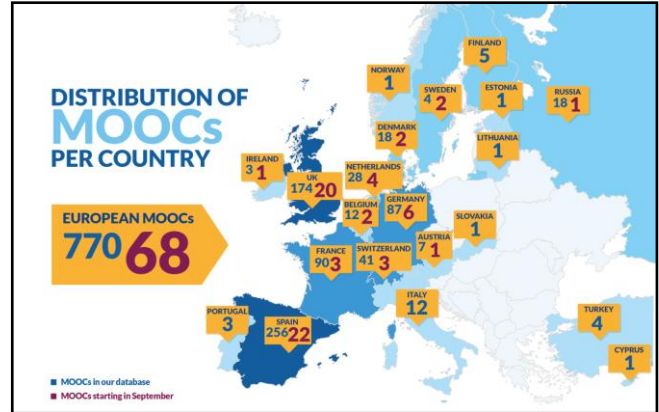 DISTRIBUTION OF
MOOCs
PER COUNTRY
EUROPEAN MOOCs
770 68
FINLAND
5
NORWAY
1
SWEDEN
4 2
ESTONIA
1
RUSSIA
18 1
DENMARK
18 2
LITHUANIA
1
IRELAND
3 1
UK
174 20
NETHERLANDS
28 4
BELGIUM
12 2
GERMANY
87 6
SLOVAKIA
1
FRANCE
90 3
SWITZERLAND
41 3
AUSTRIA
7 1
ITALY
12
PORTUGAL
3
SPAIN
256 22
TURKEY
4
CYPRUS
1
MOOCs in our database
MOOCs starting in September